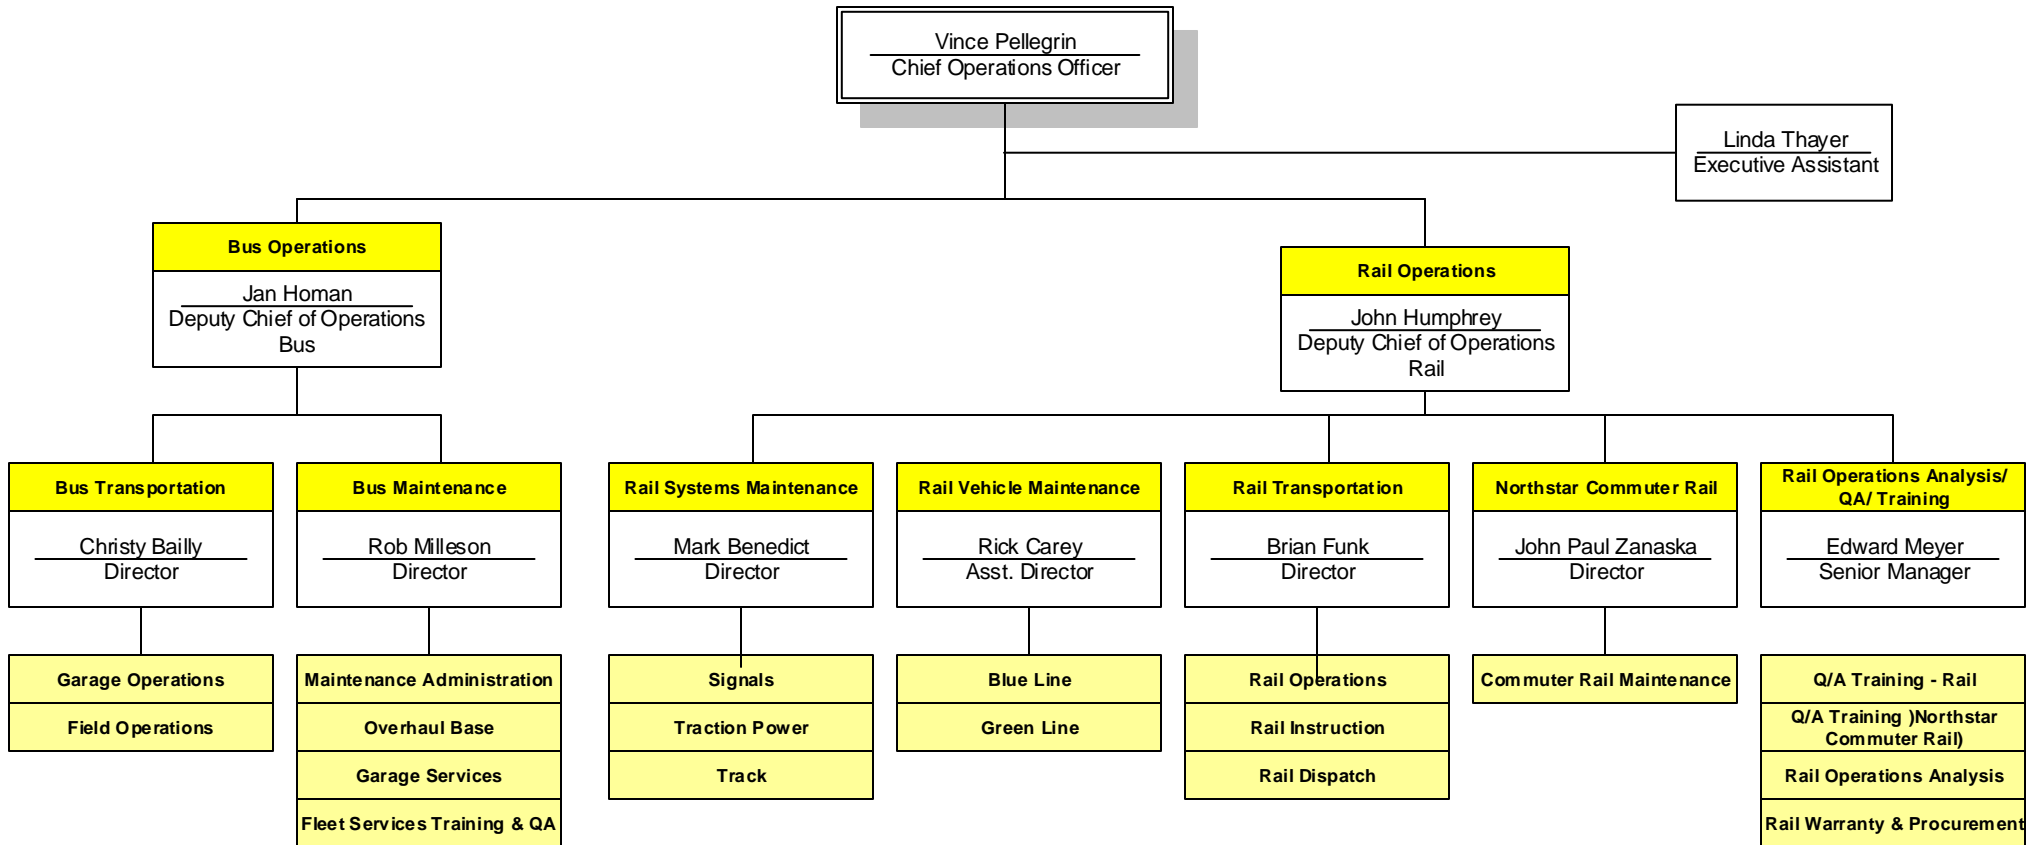 Vince Pellegrin
Chief Operations Officer
Linda Thayer
Executive Assistant
Bus Operations
Jan Homan
Deputy Chief of Operations
Bus
Rail Operations
John Humphrey
Deputy Chief of Operations
Rail
Bus Transportation
Christy Bailly
Director
Garage Operations
Field Operations
Bus Maintenance
Rob Milleson
Director
Maintenance Administration
Overhaul Base
Garage Services
Fleet Services Training & QA
Rail Systems Maintenance
Mark Benedict
Director
Signals
Traction Power
Track
Rail Vehicle Maintenance
Rick Carey
Asst. Director
Blue Line
Green Line
Rail Transportation
Brian Funk
Director
Rail Operations
Rail Instruction
Rail Dispatch
Northstar Commuter Rail
John Paul Zanaska
Director
Commuter Rail Maintenance
Rail Operations Analysis/
QA/ Training
Edward Meyer
Senior Manager
Q/A Training - Rail
Q/A Training )Northstar
Commuter Rail)
Rail Operations Analysis
Rail Warranty & Procurement